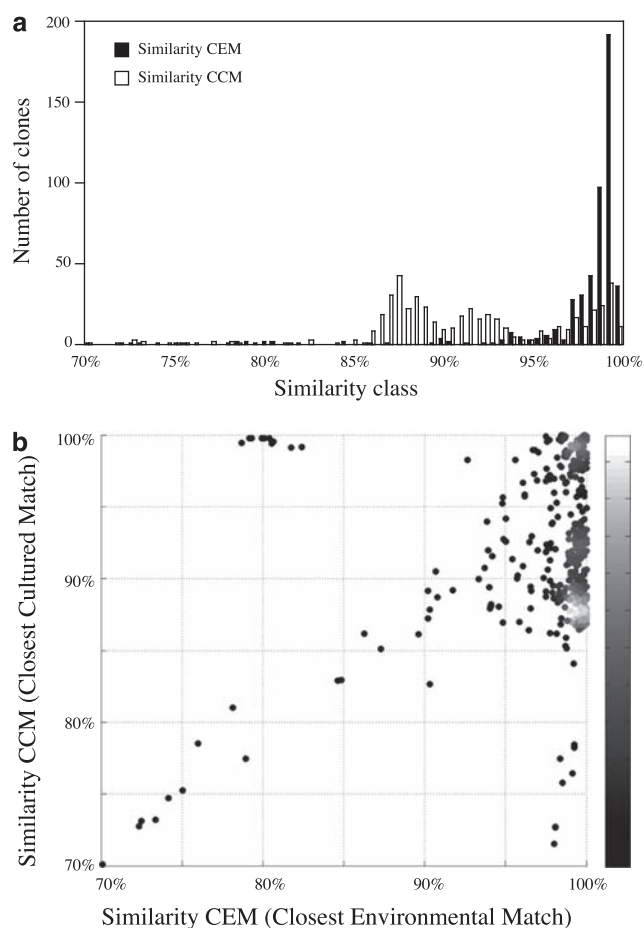 a
200
150
100
50
0
Number of clones
Similarity CEM
Similarity CCM
70% 75% 80% 85% 90% 95% 100%
Similarity class
b
100%
90%
80%
70%
Similarity CCM (Closest Cultured Match)
70% 80% 90% 100%
Similarity CEM (Closest Environmental Match)